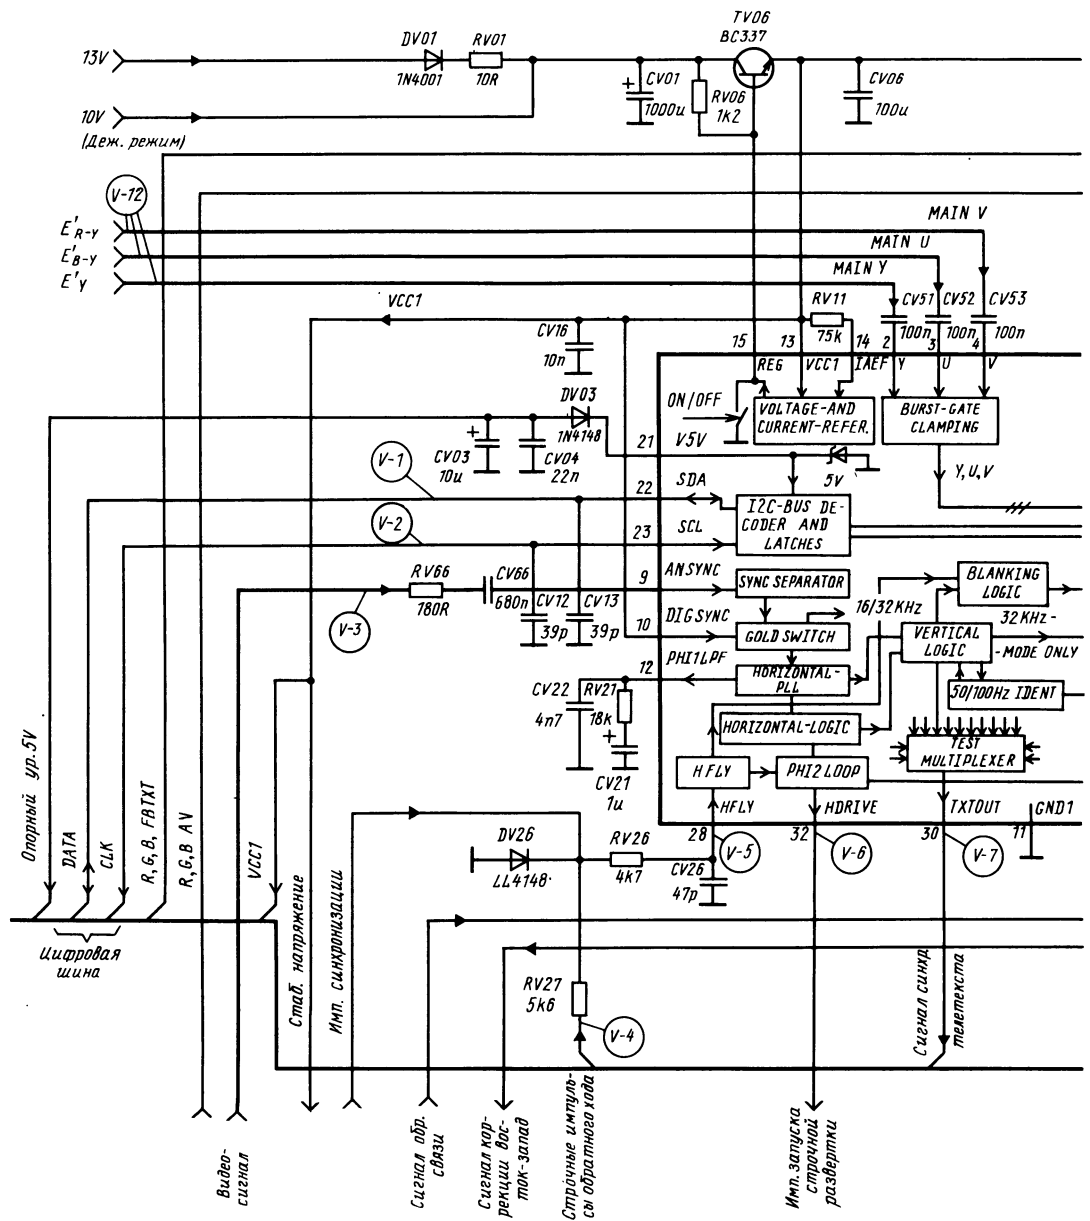 TV06
BC337
DV01
RV01
13V
1N4001
10R
CV01
1000u
RV06
1k2
CV06
100u
10V
(Деж. режим)
V-12
E'R-Y
MAIN V
E'B-Y
MAIN U
E'Y
MAIN Y
VCC1
RV11
75k
CV51
CV52
CV53
100n
100n
100n
CV16
10n
15
13
14
2
3
4
REG
VCC1
IAEF
Y
U
V
DV03
1N4148
ON/OFF
VOLTAGE-AND
CURRENT-REFER.
BURST-GATE
CLAMPING
CV03
10u
CV04
22n
21
V5V
5V
Y,U,V
V-1
22
SDA
I2C-BUS DE-
CODER AND
LATCHES
V-2
23
SCL
RV66
180R
CV66
680n
9
ANSYNC
SYNC SEPARATOR
BLANKING
LOGIC
V-3
CV12
39p
CV13
39p
16/32KHz
10
DIGSYNC
GOLD SWITCH
VERTICAL
LOGIC
32KHz-
-MODE ONLY
12
PHI1LPF
HORIZONTAL-
PLL
CV22
4n7
RV21
18k
50/100Hz IDENT
HORIZONTAL-LOGIC
CV21
1u
HFLY
PHI2LOOP
TEST
MULTIPLEXER
HFLY
HDRIVE
TXTOUT
GND1
28
V-5
32
V-6
30
V-7
11
DV26
LL4148
RV26
4k7
CV26
47p
Опорный ур.5V
DATA
CLK
R,G,B,FBTXT
R,G,B AV
VCC1
Стаб. напряжение
Имп. синхронизации
Цифровая
шина
RV27
5k6
V-4
Сигнал синхр.
телетекста
Видео-
сигнал
Сигнал обр.
связи
Сигнал кор-
рекции вос-
ток-запад
Строчные импуль-
сы обратного хода
Имп. запуска
строчной
развертки